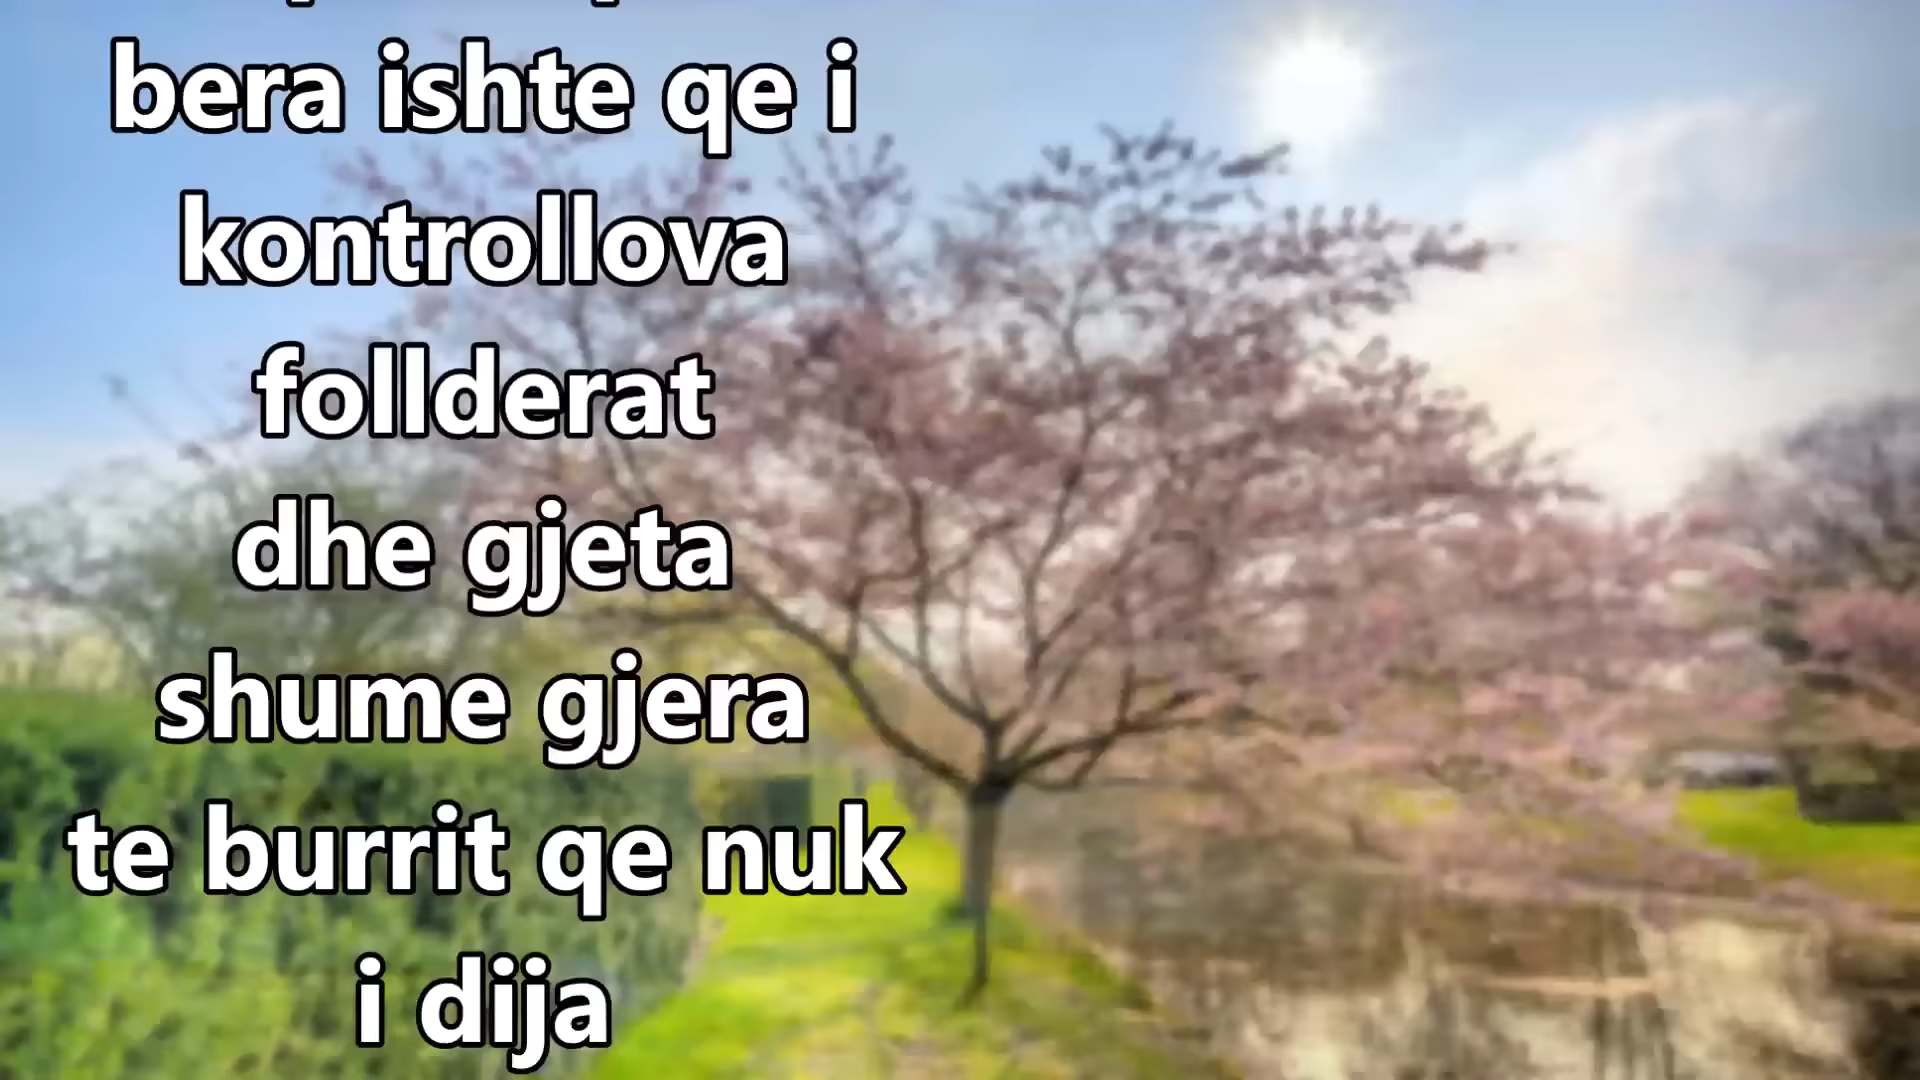 bera ishte qe i
kontrollova
follderat
dhe gjeta
shume gjera
te burrit qe nuk
i dija